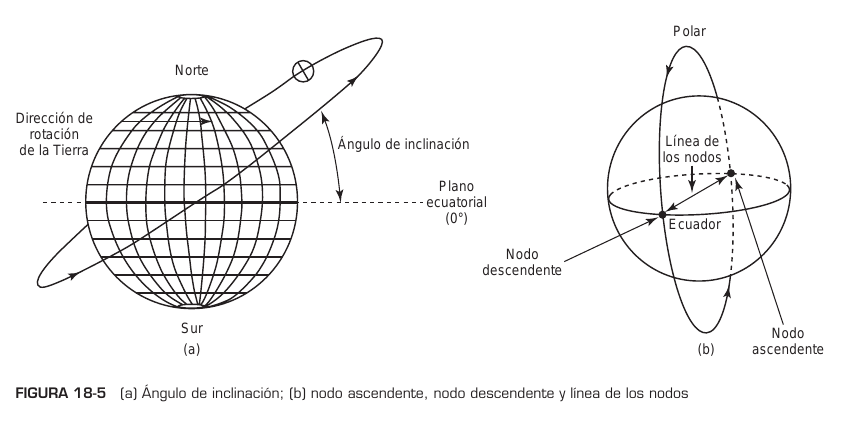 Norte
Dirección de
rotación
de la Tierra
Ángulo de inclinación
Plano
ecuatorial
(0°)
Sur
(a)
Polar
Línea de
los nodos
Ecuador
Nodo
descendente
Nodo
ascendente
(b)
FIGURA 18-5 (a) Ángulo de inclinación; (b) nodo ascendente, nodo descendente y línea de los nodos